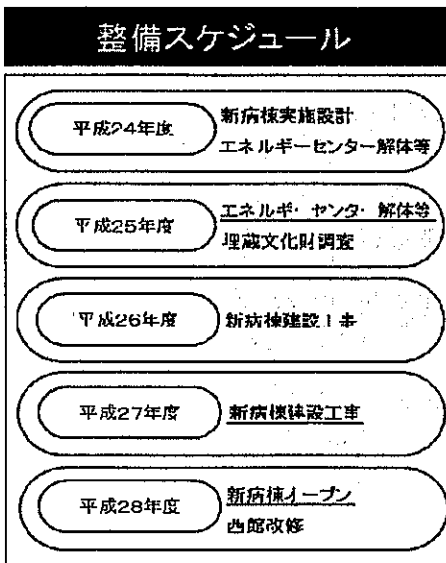 整備スケジュール
平成24年度
新病棟実施設計
エネルギーセンター解体等
平成25年度
エネルギーセンター解体等
埋蔵文化財調査
平成26年度
新病棟建設工事
平成27年度
新病棟建設工事
平成28年度
新病棟オープン
西館改修